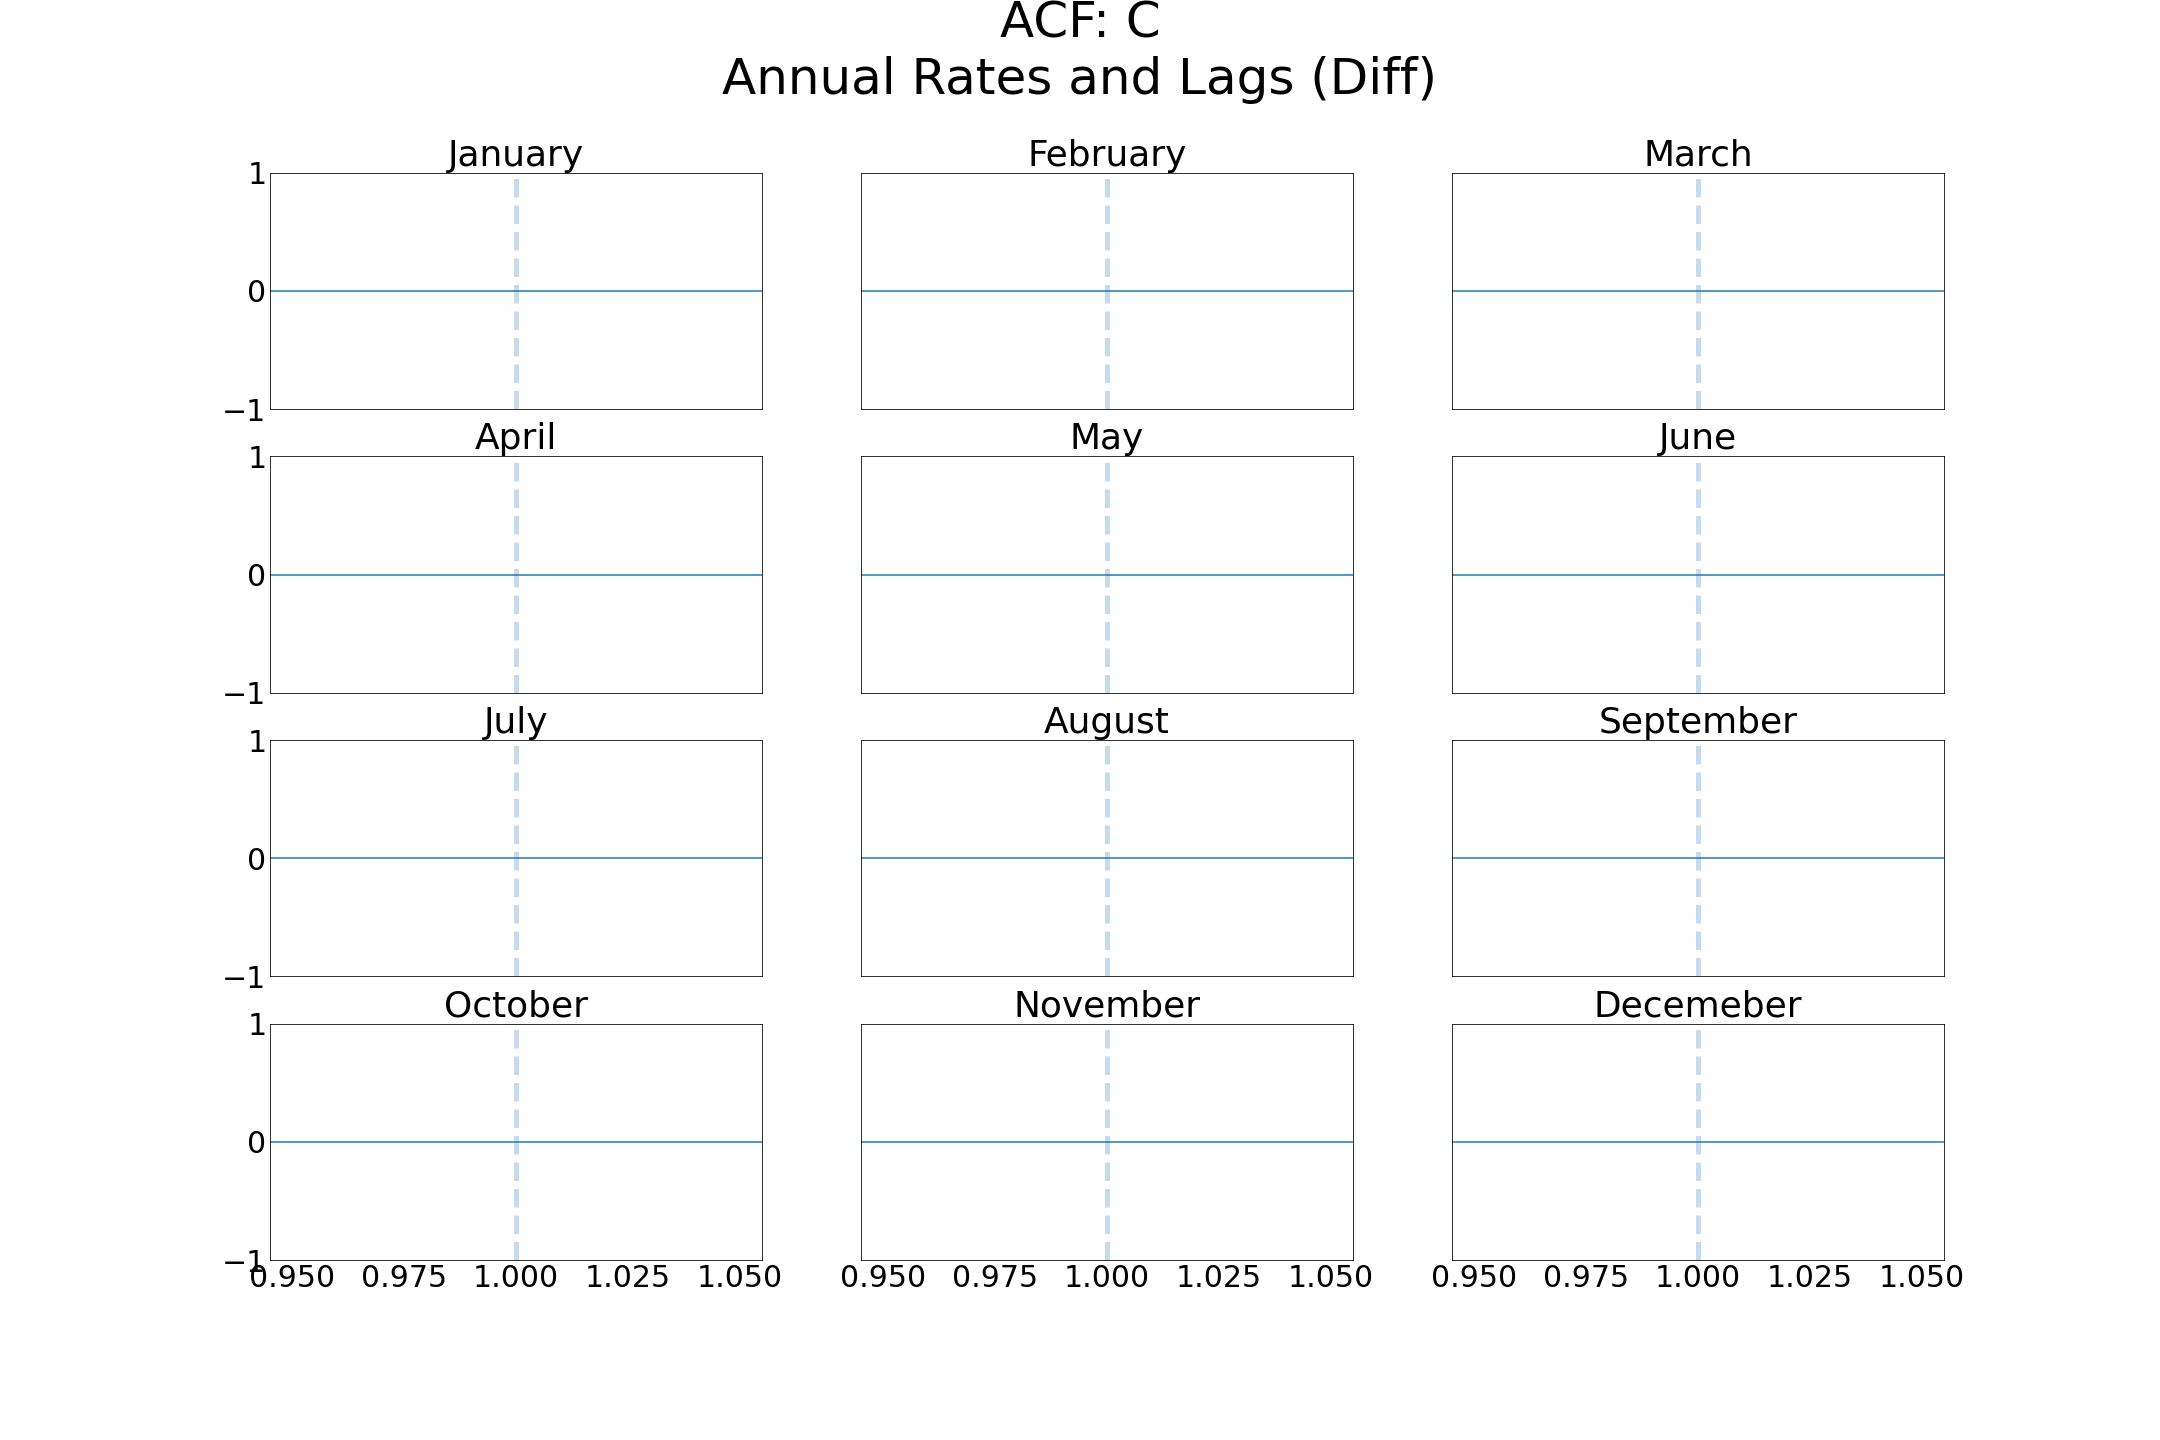 ACF: C
Annual Rates and Lags (Diff)
January February March
1
0
−1
April May June
1
0
−1
July August September
1
0
−1
October November Decemeber
1
0
−1
0.950 0.975 1.000 1.025 1.050 0.950 0.975 1.000 1.025 1.050 0.950 0.975 1.000 1.025 1.050